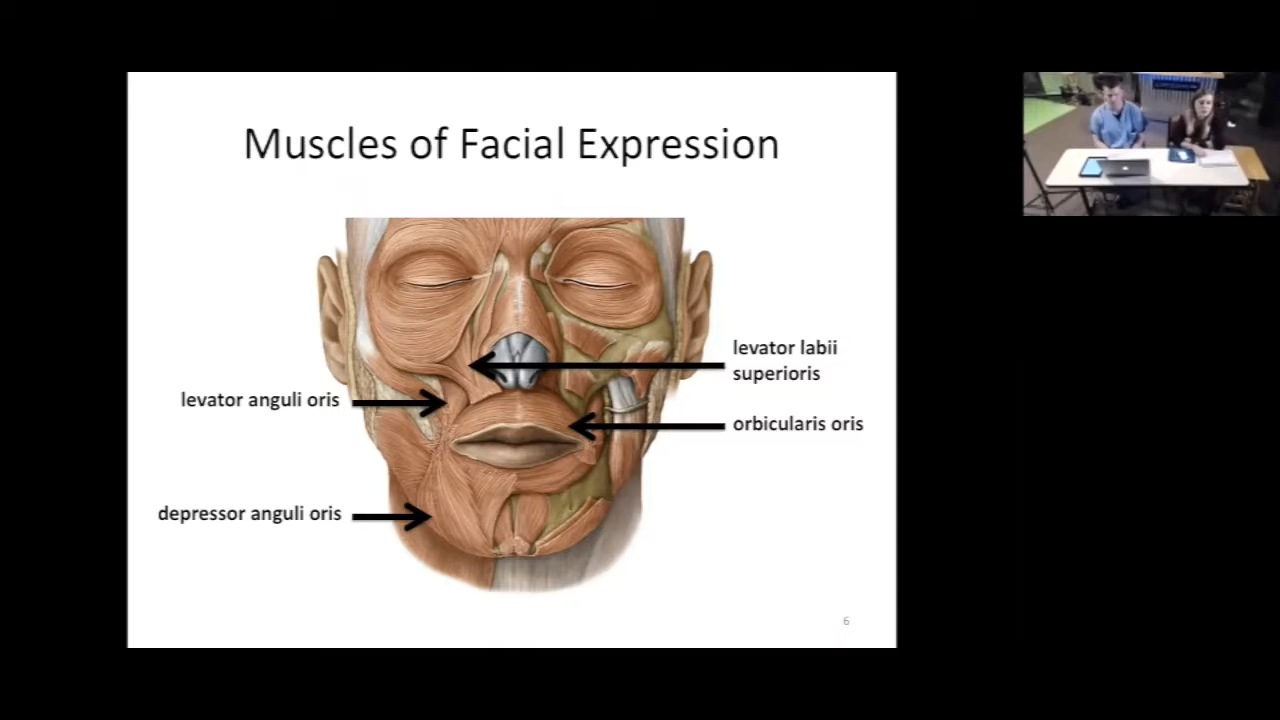 Muscles of Facial Expression
levator labii
superioris
levator anguli oris
orbicularis oris
depressor anguli oris
6